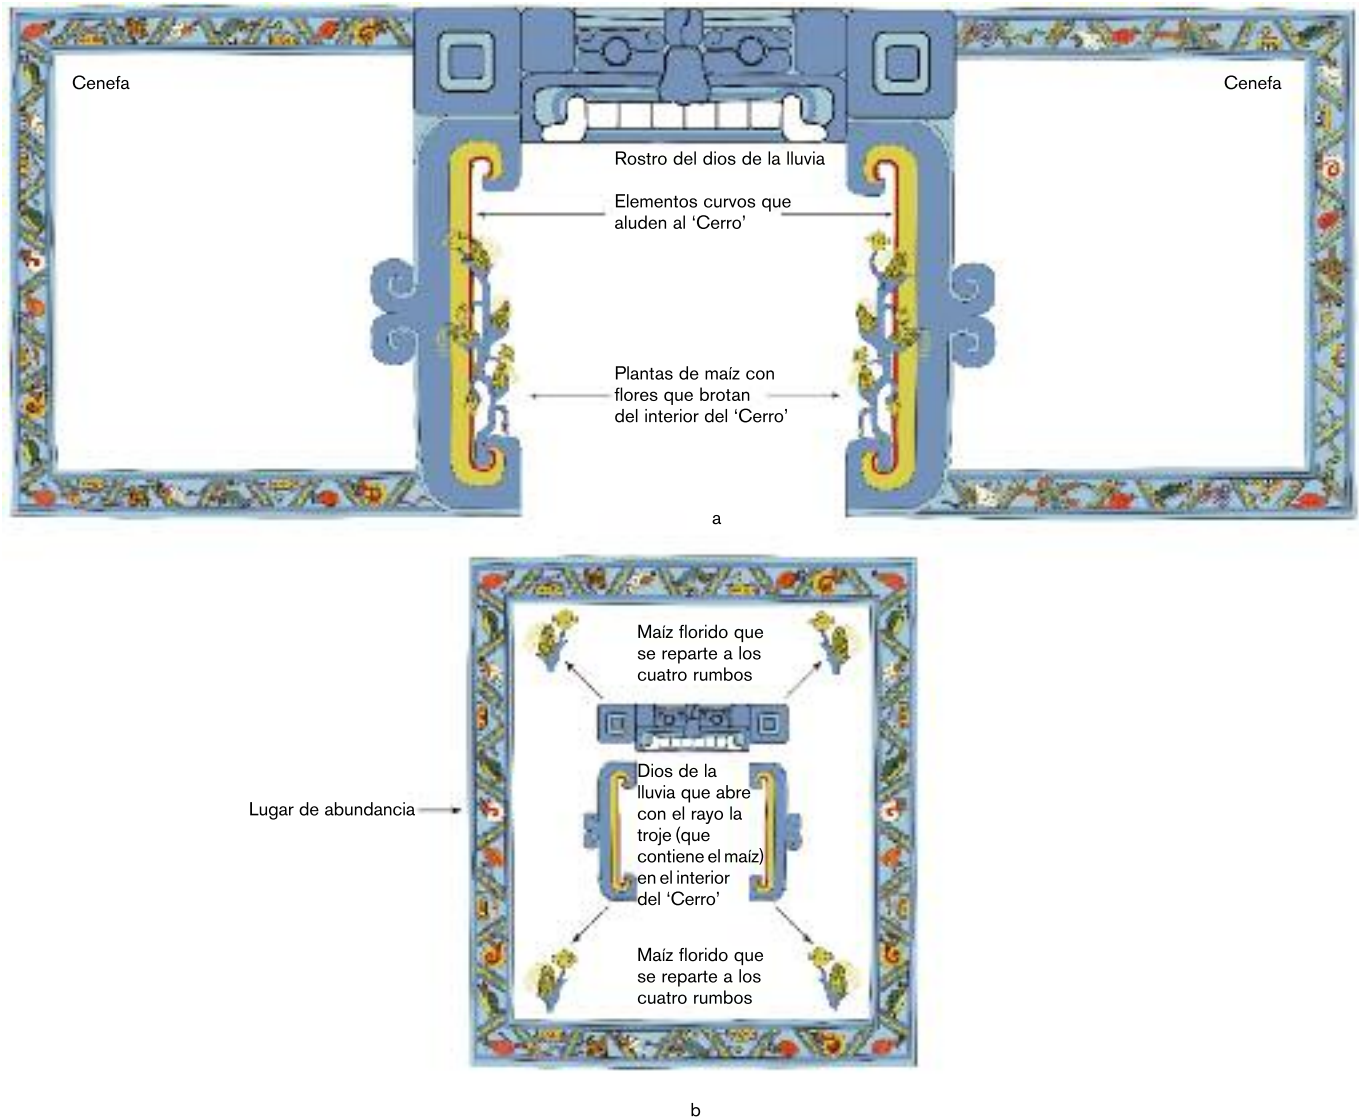 Cenefa
Cenefa
Rostro del dios de la lluvia
Elementos curvos que
aluden al ‘Cerro’
Plantas de maíz con
flores que brotan
del interior del ‘Cerro’
a
Maíz florido que
se reparte a los
cuatro rumbos
Dios de la
lluvia que abre
con el rayo la
troje (que
contiene el maíz)
en el interior
del ‘Cerro’
Lugar de abundancia
Maíz florido que
se reparte a los
cuatro rumbos
b